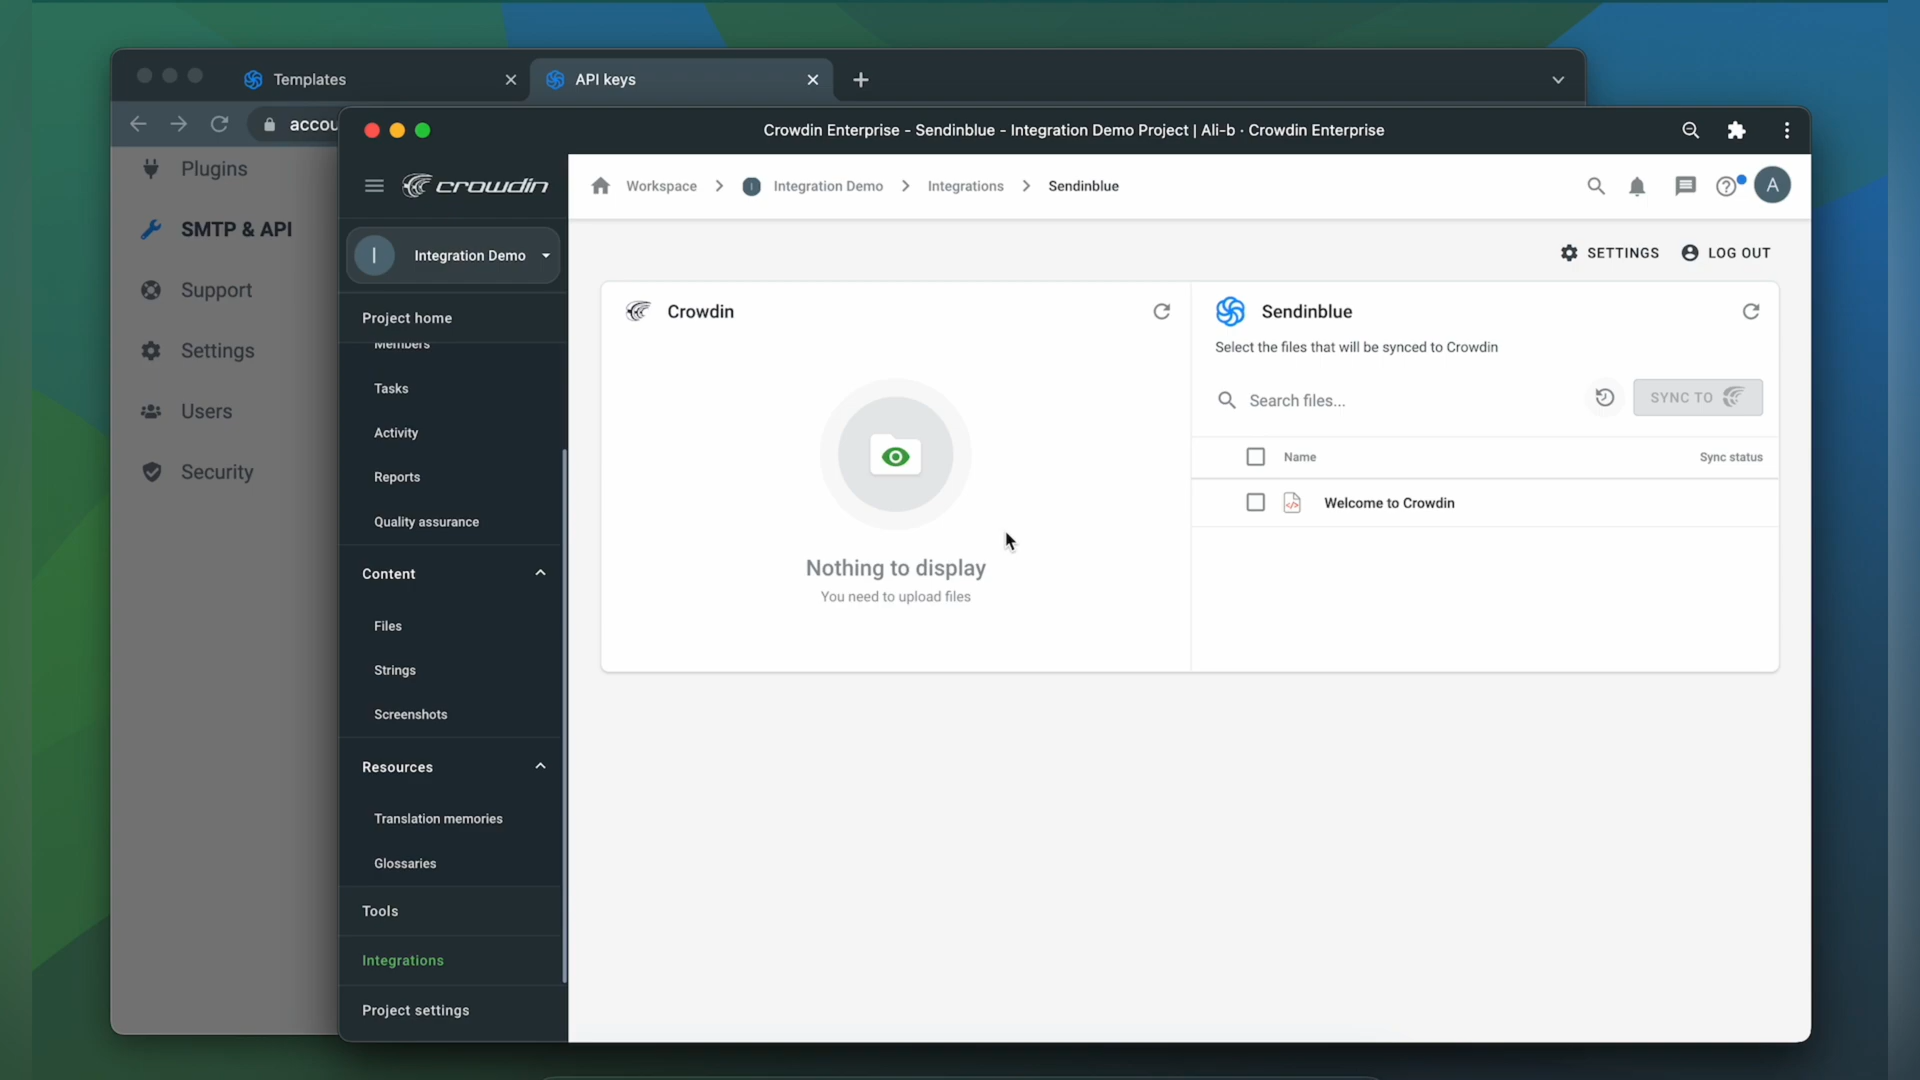 Templates
API keys
accou
Plugins
SMTP & API
Support
Settings
Users
Security
Crowdin Enterprise - Sendinblue - Integration Demo Project | Ali-b · Crowdin Enterprise
crowdin
Workspace
I
Integration Demo
Integrations
Sendinblue
A
I
Integration Demo
Project home
Members
Tasks
Activity
Reports
Quality assurance
Content
Files
Strings
Screenshots
Resources
Translation memories
Glossaries
Tools
Integrations
Project settings
SETTINGS
LOG OUT
Crowdin
Nothing to display
You need to upload files
Sendinblue
Select the files that will be synced to Crowdin
Search files...
SYNC TO
Name
Sync status
Welcome to Crowdin